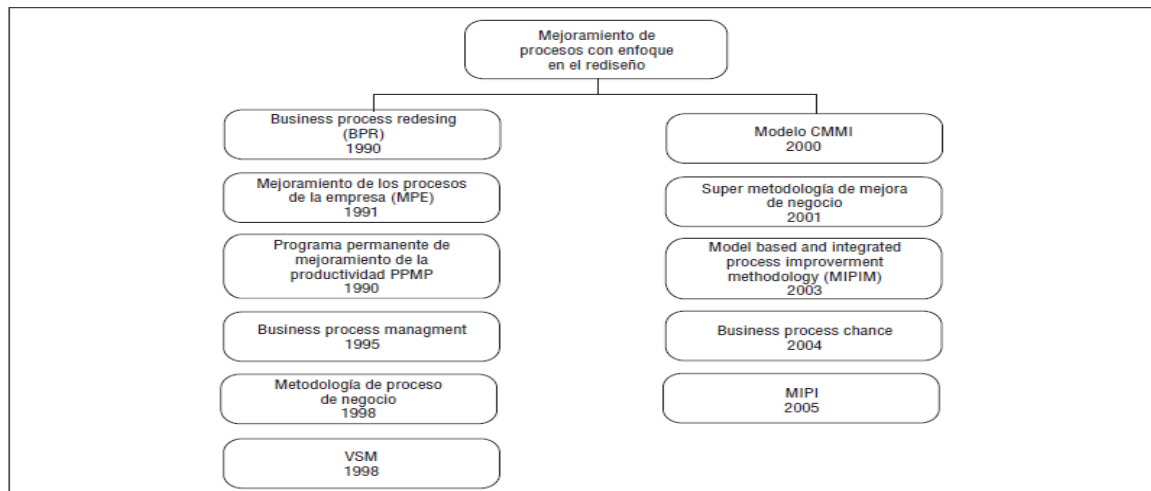 Mejoramiento de
procesos con enfoque
en el rediseño
Business process redesing
(BPR)
1990
Mejoramiento de los procesos
de la empresa (MPE)
1991
Programa permanente de
mejoramiento de la
productividad PPMP
1990
Business process managment
1995
Metodología de proceso
de negocio
1998
VSM
1998
Modelo CMMI
2000
Super metodología de mejora
de negocio
2001
Model based and integrated
process improverment
methodology (MIPIM)
2003
Business process chance
2004
MIPI
2005